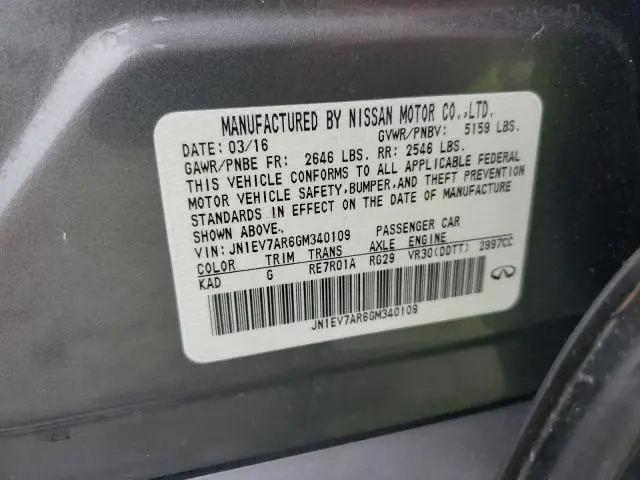 MANUFACTURED BY NISSAN MOTOR CO.,LTD.
DATE: 03/16 GVWR/PNBV: 5159 LBS.
GAWR/PNBE FR: 2646 LBS. RR: 2546 LBS.
THIS VEHICLE CONFORMS TO ALL APPLICABLE FEDERAL
MOTOR VEHICLE SAFETY,BUMPER,AND THEFT PREVENTION
STANDARDS IN EFFECT ON THE DATE OF MANUFACTURE
SHOWN ABOVE.
VIN: JN1EV7AR6GM340109 PASSENGER CAR
COLOR TRIM TRANS AXLE ENGINE
KAD G RE7R01A RG29 VR30(DDTT) 2997CC
JN1EV7AR6GM340109